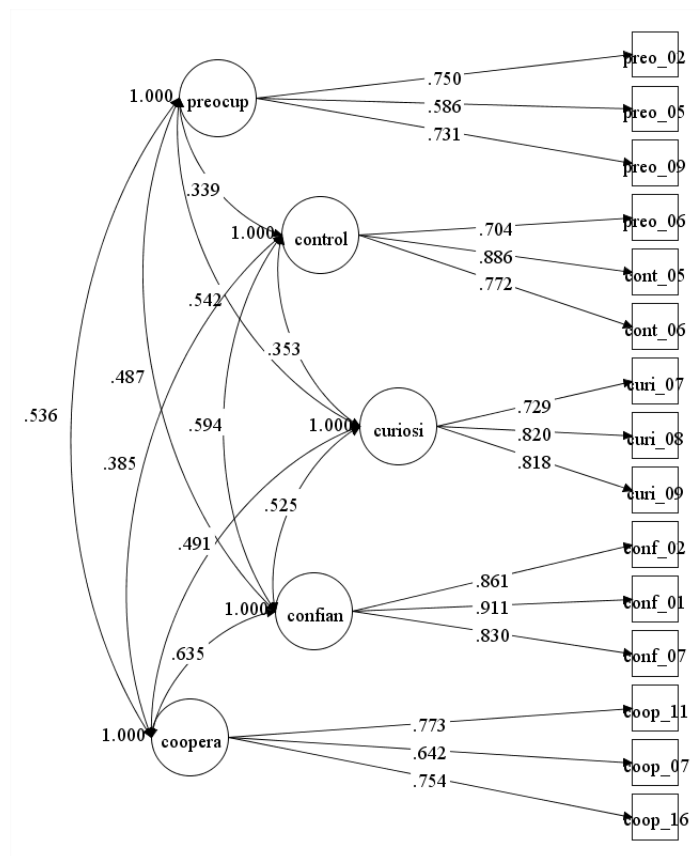 preo_02
.750
1.000
preocup
.586
preo_05
.731
preo_09
.339
preo_06
.704
1.000
control
.886
cont_05
.772
cont_06
.542
.353
.487
curi_07
.729
.536
.594
1.000
curiosi
.820
curi_08
.385
.818
curi_09
.525
.491
conf_02
.861
1.000
confian
.911
conf_01
.830
.635
conf_07
coop_11
.773
1.000
coopera
.642
coop_07
.754
coop_16